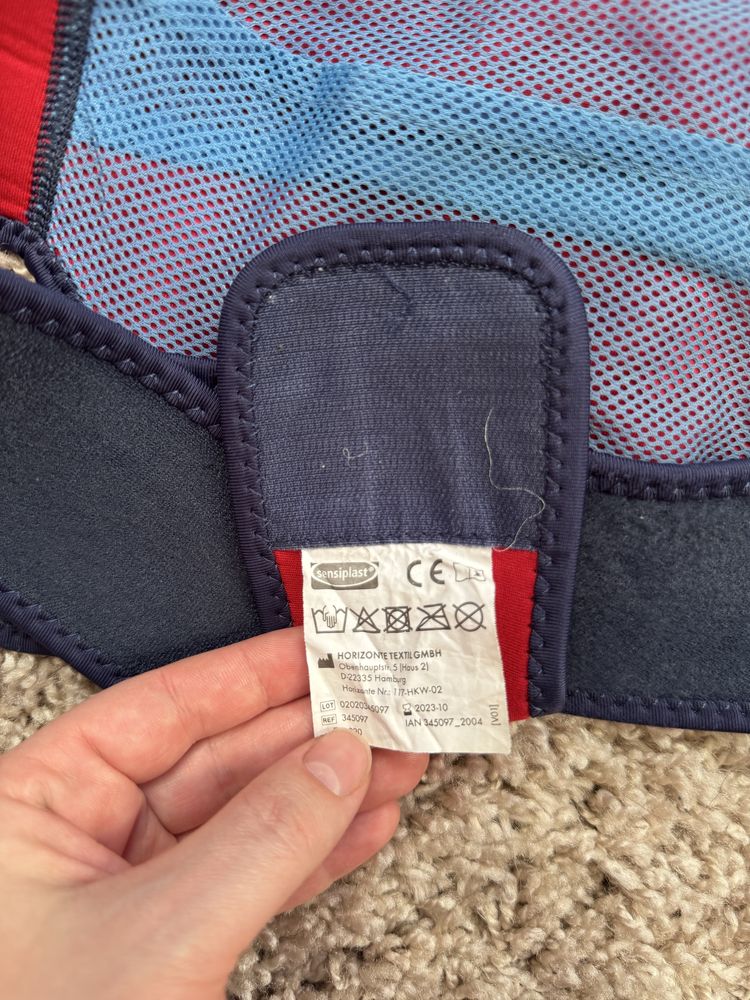 sensiplast®
CE
HORIZONTE TEXTIL GMBH
Obenhauptstr. 5 (Haus 2)
D-22335 Hamburg
Horizonte Nr.: 117-HKW-02
LOT 02020345097 2023-10
REF 345097 IAN 345097_2004
[V01]